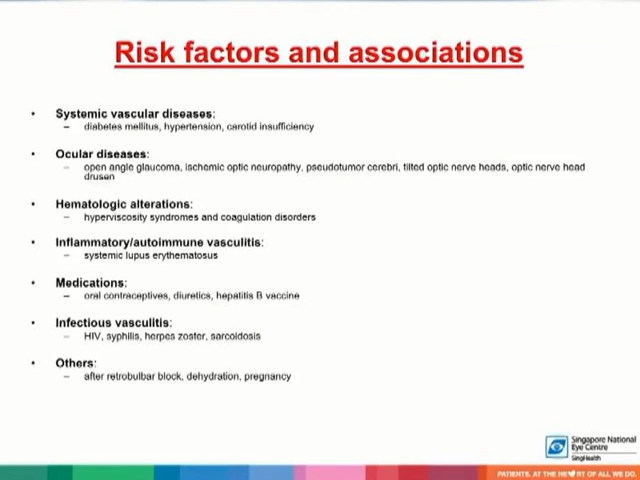 Risk factors and associations
• Systemic vascular diseases:
– diabetes mellitus, hypertension, carotid insufficiency
• Ocular diseases:
– open angle glaucoma, ischemic optic neuropathy, pseudotumor cerebri, tilted optic nerve heads, optic nerve head
drusen
• Hematologic alterations:
– hyperviscosity syndromes and coagulation disorders
• Inflammatory/autoimmune vasculitis:
– systemic lupus erythematosus
• Medications:
– oral contraceptives, diuretics, hepatitis B vaccine
• Infectious vasculitis:
– HIV, syphilis, herpes zoster, sarcoidosis
• Others:
– after retrobulbar block, dehydration, pregnancy
Singapore National
Eye Centre
SingHealth
PATIENTS. AT THE HE♥RT OF ALL WE DO.